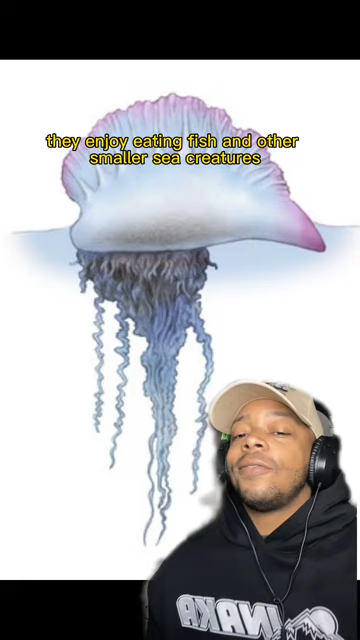 they enjoy eating fish and other
smaller sea creatures